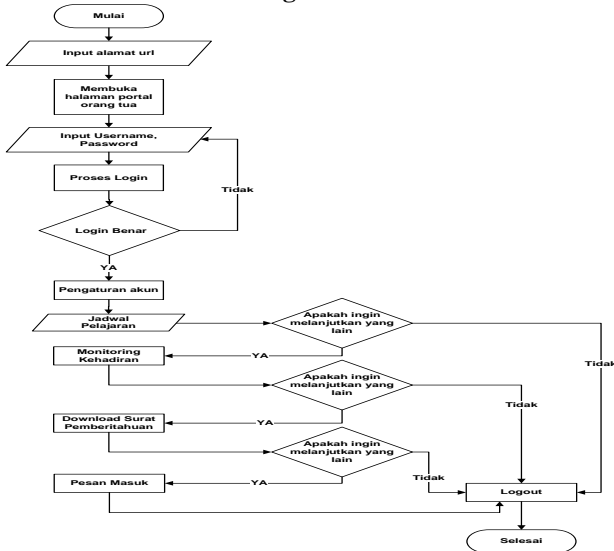 Mulai
Input alamat url
Membuka
halaman portal
orang tua
Input Username,
Password
Proses Login
Tidak
Login Benar
YA
Pengaturan akun
Jadwal
Pelajaran
Apakah ingin
melanjutkan yang
lain
Monitoring
Kehadiran
YA
Tidak
Apakah ingin
melanjutkan yang
lain
Tidak
Download Surat
Pemberitahuan
YA
Apakah ingin
melanjutkan yang
lain
Tidak
Pesan Masuk
YA
Logout
Selesai